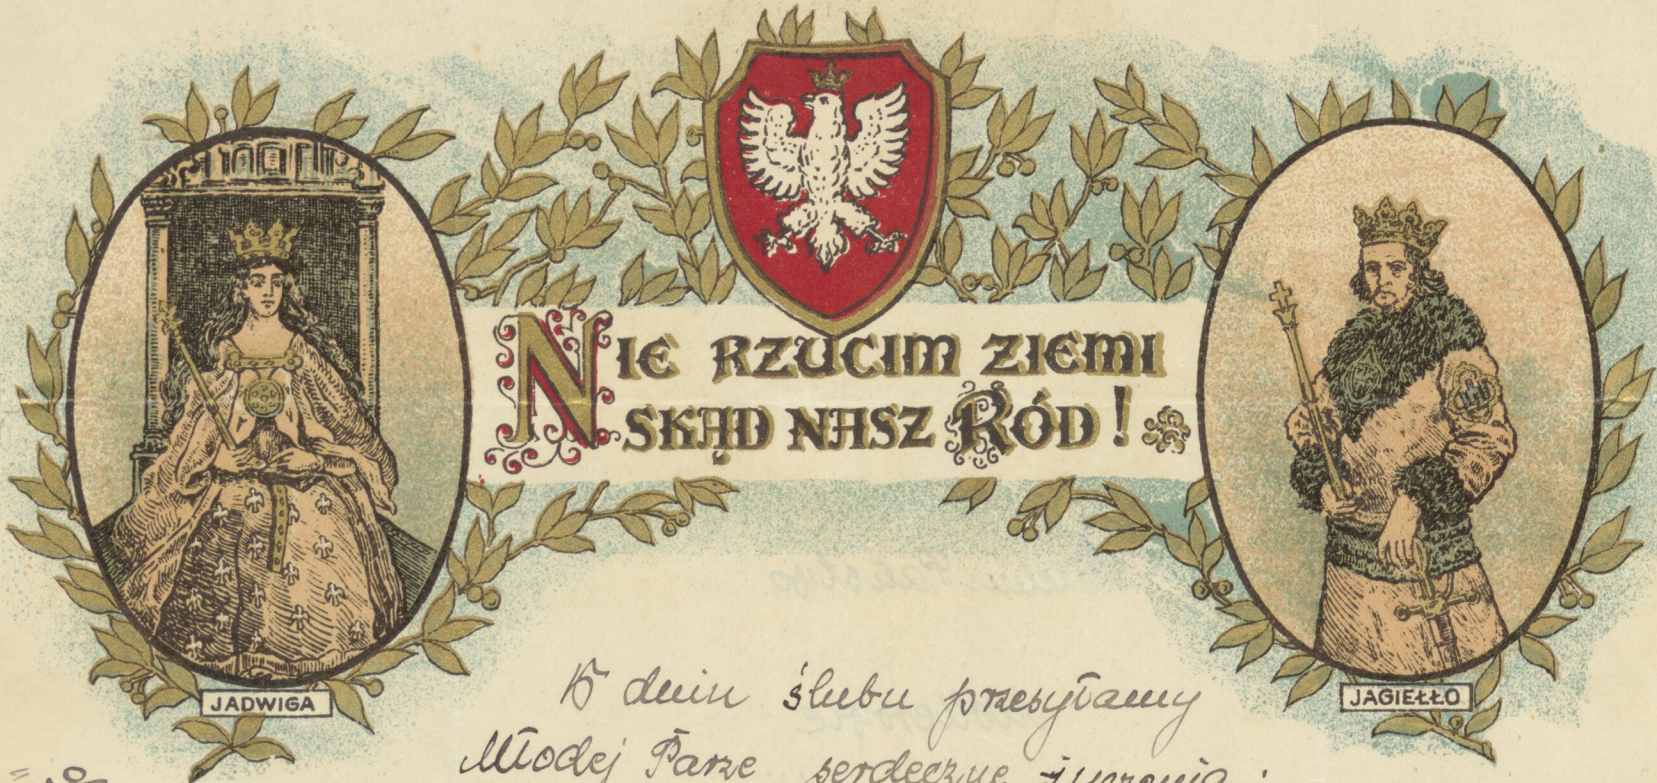 NIE RZUCIM ZIEMI
SKĄD NASZ RÓD!
JADWIGA
JAGIEŁŁO
W dniu ślubu przesyłamy
Młodej Parze serdeczne życzenia